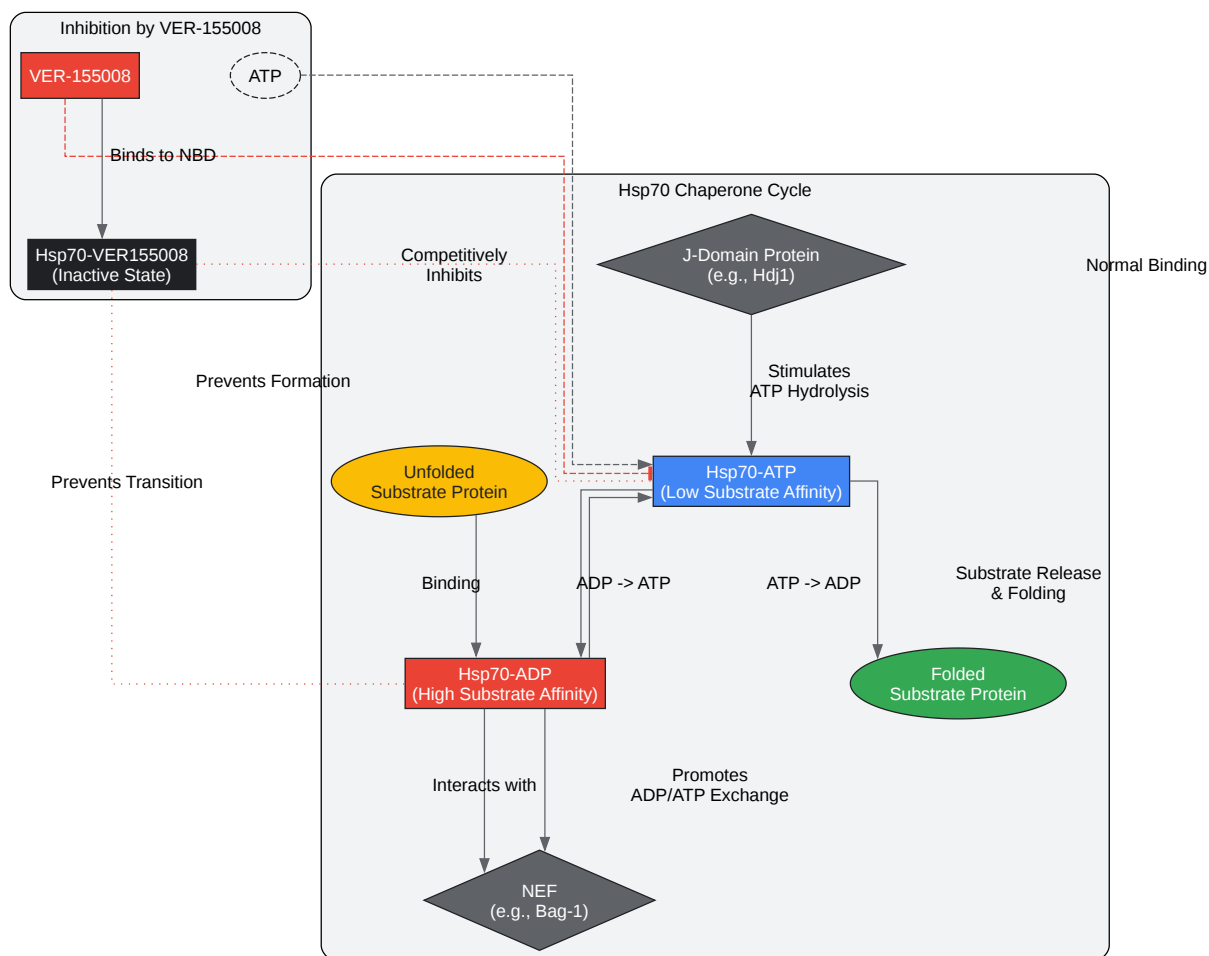 Inhibition by VER-155008
VER-155008
ATP
Binds to NBD
Hsp70 Chaperone Cycle
Hsp70-VER155008
(Inactive State)
Competitively
Inhibits
J-Domain Protein
(e.g., Hdj1)
Normal Binding
Prevents Formation
Stimulates
ATP Hydrolysis
Prevents Transition
Unfolded
Substrate Protein
Hsp70-ATP
(Low Substrate Affinity)
Binding
ADP -> ATP
ATP -> ADP
Substrate Release
& Folding
Hsp70-ADP
(High Substrate Affinity)
Folded
Substrate Protein
Interacts with
Promotes
ADP/ATP Exchange
NEF
(e.g., Bag-1)